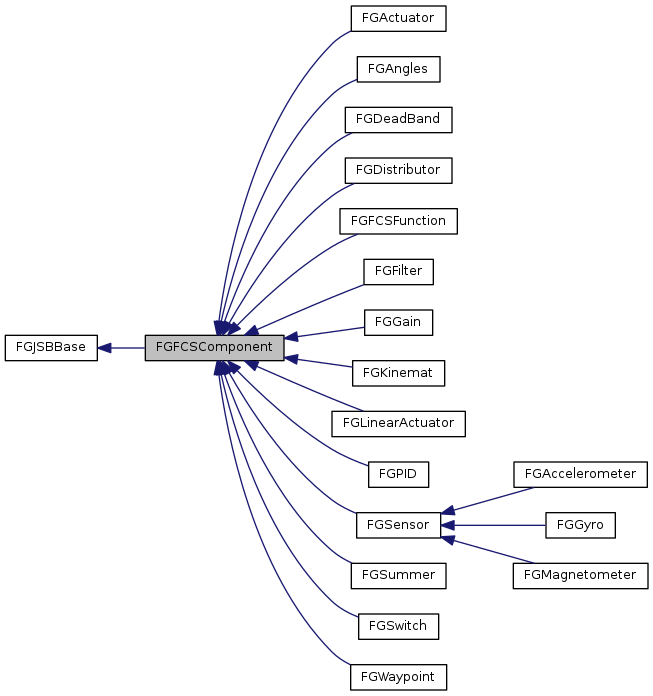 FGActuator
FGAngles
FGDeadBand
FGDistributor
FGFCSFunction
FGFilter
FGGain
FGJSBBase
FGFCSComponent
FGKinemat
FGLinearActuator
FGPID
FGAccelerometer
FGSensor
FGGyro
FGSummer
FGMagnetometer
FGSwitch
FGWaypoint